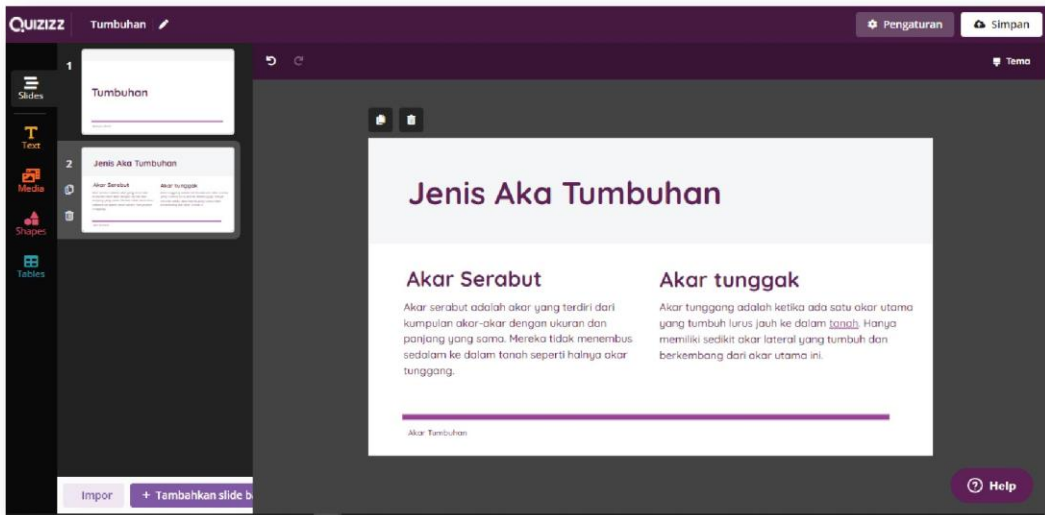 QUIZIZZ
Tumbuhan
Pengaturan
Simpan
Tema
Slides
Text
Media
Shapes
Tables
1
Tumbuhan
2
Jenis Aka Tumbuhan
Akar Serabut
Akar tunggak
Impor
+ Tambahkan slide b
Jenis Aka Tumbuhan
Akar Serabut
Akar serabut adalah akar yang terdiri dari
kumpulan akar-akar dengan ukuran dan
panjang yang sama. Mereka tidak menembus
sedalam ke dalam tanah seperti halnya akar
tunggang.
Akar tunggak
Akar tunggang adalah ketika ada satu akar utama
yang tumbuh lurus jauh ke dalam tanah. Hanya
memiliki sedikit akar lateral yang tumbuh dan
berkembang dari akar utama ini.
Akar Tumbuhan
Help